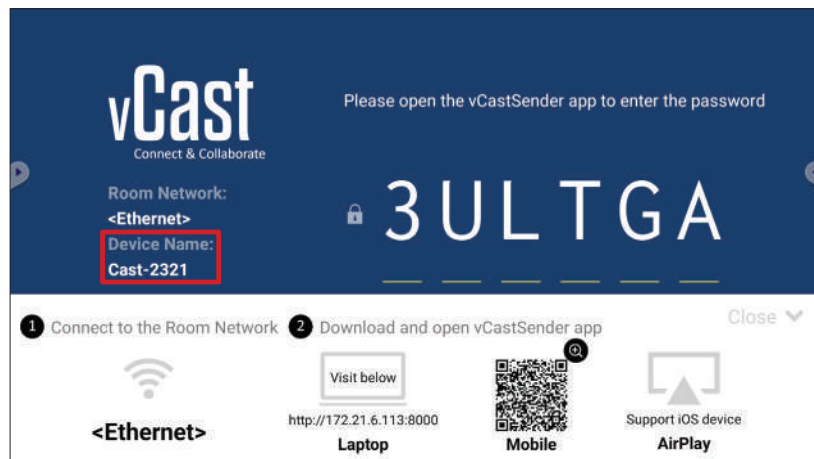 vCast
Connect & Collaborate
Please open the vCastSender app to enter the password
Room Network:
<Ethernet>
Device Name:
Cast-2321
3ULTGA
1 Connect to the Room Network
2 Download and open vCastSender app
Close
<Ethernet>
Visit below
http://172.21.6.113:8000
Laptop
Mobile
Support iOS device
AirPlay